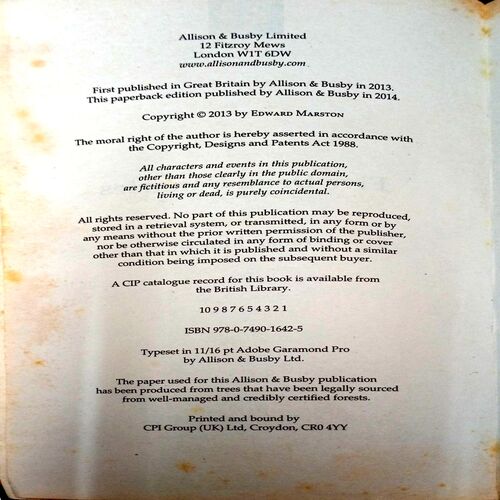 Allison & Busby Limited
12 Fitzroy Mews
London W1T 6DW
www.allisonandbusby.com
First published in Great Britain by Allison & Busby in 2013.
This paperback edition published by Allison & Busby in 2014.
Copyright © 2013 by EDWARD MARSTON
The moral right of the author is hereby asserted in accordance with
the Copyright, Designs and Patents Act 1988.
All characters and events in this publication,
other than those clearly in the public domain,
are fictitious and any resemblance to actual persons,
living or dead, is purely coincidental.
All rights reserved. No part of this publication may be reproduced,
stored in a retrieval system, or transmitted, in any form or by
any means without the prior written permission of the publisher,
nor be otherwise circulated in any form of binding or cover
other than that in which it is published and without a similar
condition being imposed on the subsequent buyer.
A CIP catalogue record for this book is available from
the British Library.
10 9 8 7 6 5 4 3 2 1
ISBN 978-0-7490-1642-5
Typeset in 11/16 pt Adobe Garamond Pro
by Allison & Busby Ltd.
The paper used for this Allison & Busby publication
has been produced from trees that have been legally sourced
from well-managed and credibly certified forests.
Printed and bound by
CPI Group (UK) Ltd, Croydon, CR0 4YY